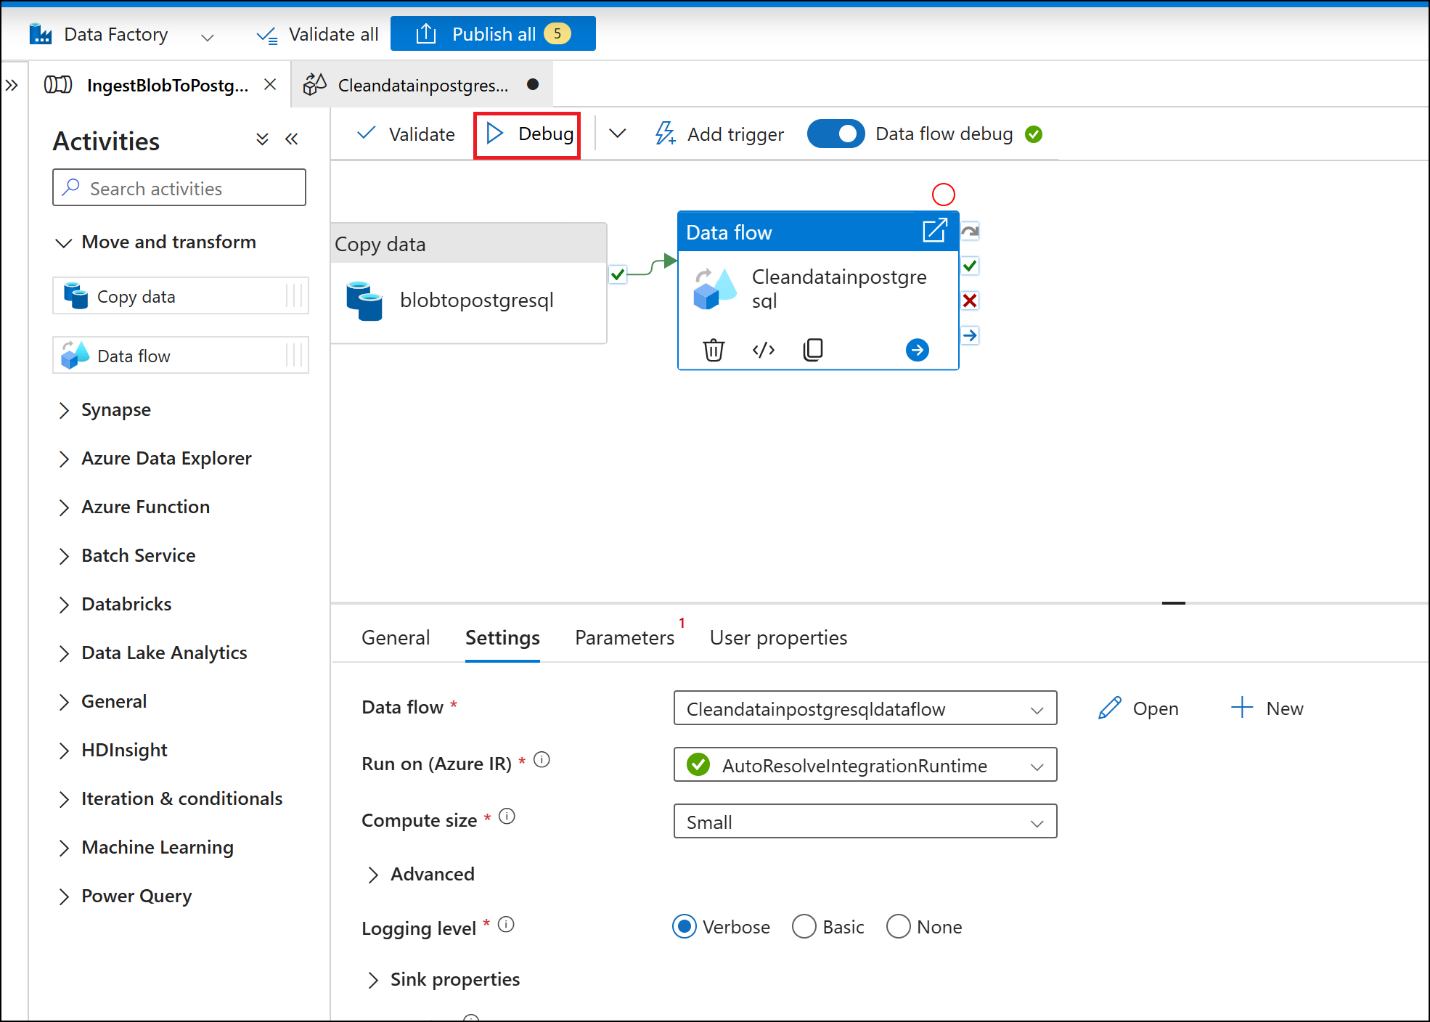 Data Factory
Validate all
Publish all 5
IngestBlobToPostg...
Cleandatainpostgres...
Activities
Validate
Debug
Add trigger
Data flow debug
Search activities
Move and transform
Copy data
Data flow
Synapse
Azure Data Explorer
Azure Function
Batch Service
Databricks
Data Lake Analytics
General
HDInsight
Iteration & conditionals
Machine Learning
Power Query
Copy data
blobtopostgresql
Data flow
Cleandatainpostgre
sql
General
Settings
Parameters 1
User properties
Data flow *
Cleandatainpostgresqldataflow
Open
New
Run on (Azure IR) *
AutoResolveIntegrationRuntime
Compute size *
Small
Advanced
Logging level *
Verbose
Basic
None
Sink properties